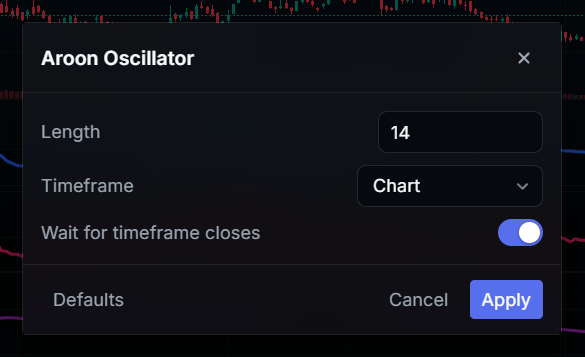 Aroon Oscillator
Length
14
Timeframe
Chart
Wait for timeframe closes
Defaults
Cancel
Apply